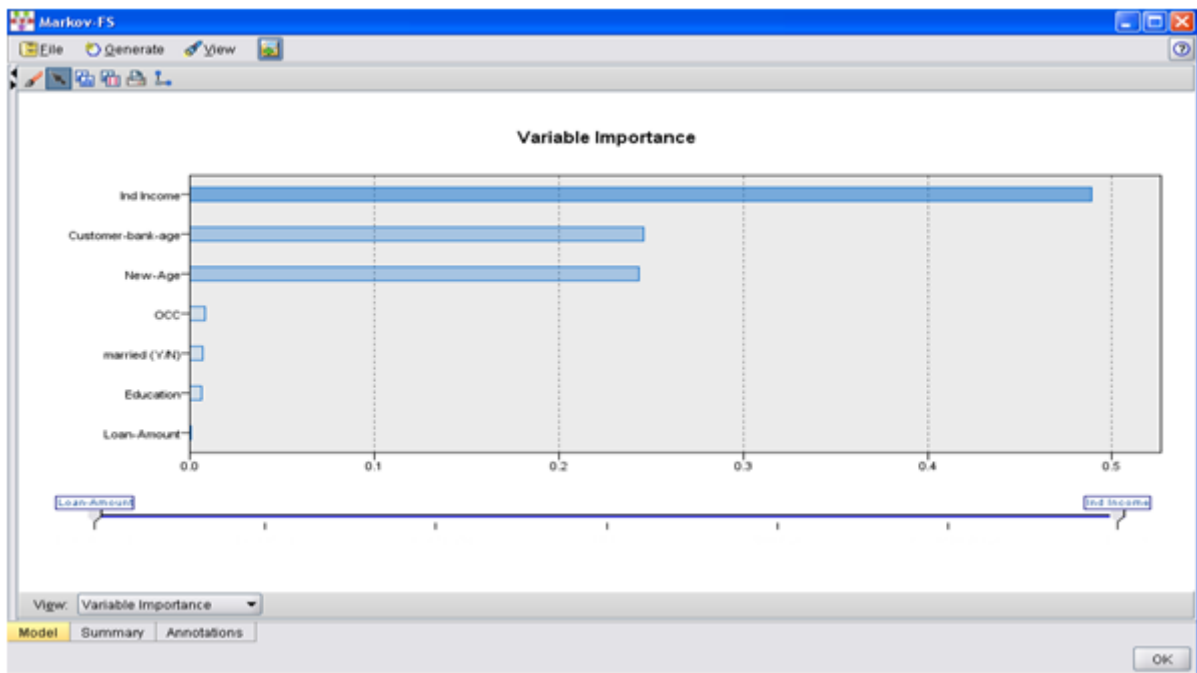 Markov-FS
File Generate View
Variable Importance
Ind Income
Customer-bank-age
New-Age
OCC
married (Y/N)
Education
Loan-Amount
0.0 0.1 0.2 0.3 0.4 0.5
Loan-Amount Ind Income
View: Variable Importance
Model Summary Annotations
OK